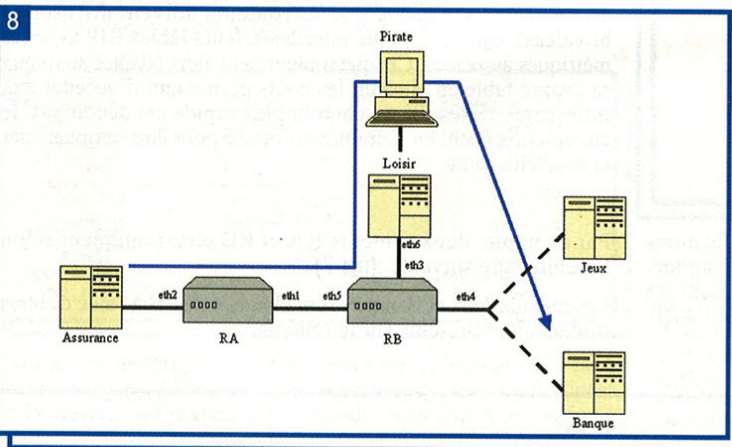 8
Pirate
Loisir
eth6
eth3
Jeux
eth2
eth1
eth5
eth4
Assurance
RA
RB
Banque